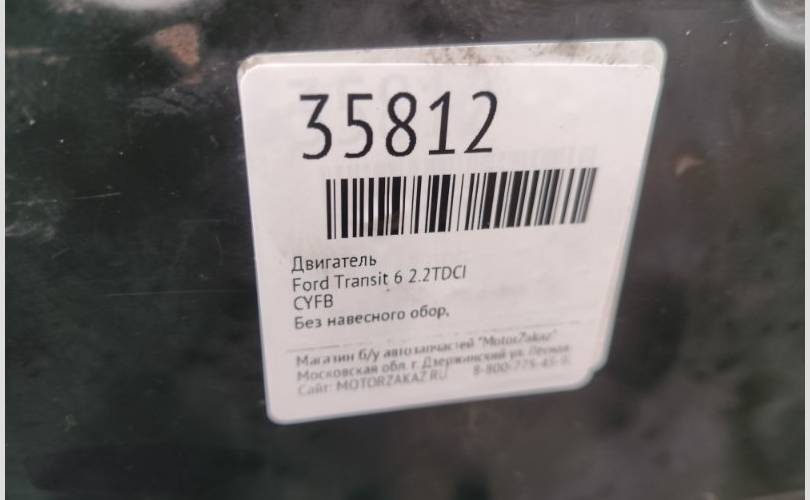 35812
Двигатель
Ford Transit 6 2.2TDCI
CYFB
Без навесного обор.
Магазин б/у автозапчастей "MotorZakaz"
Московская обл. г. Дзержинский ул. Лесная
Сайт: MOTORZAKAZ.RU